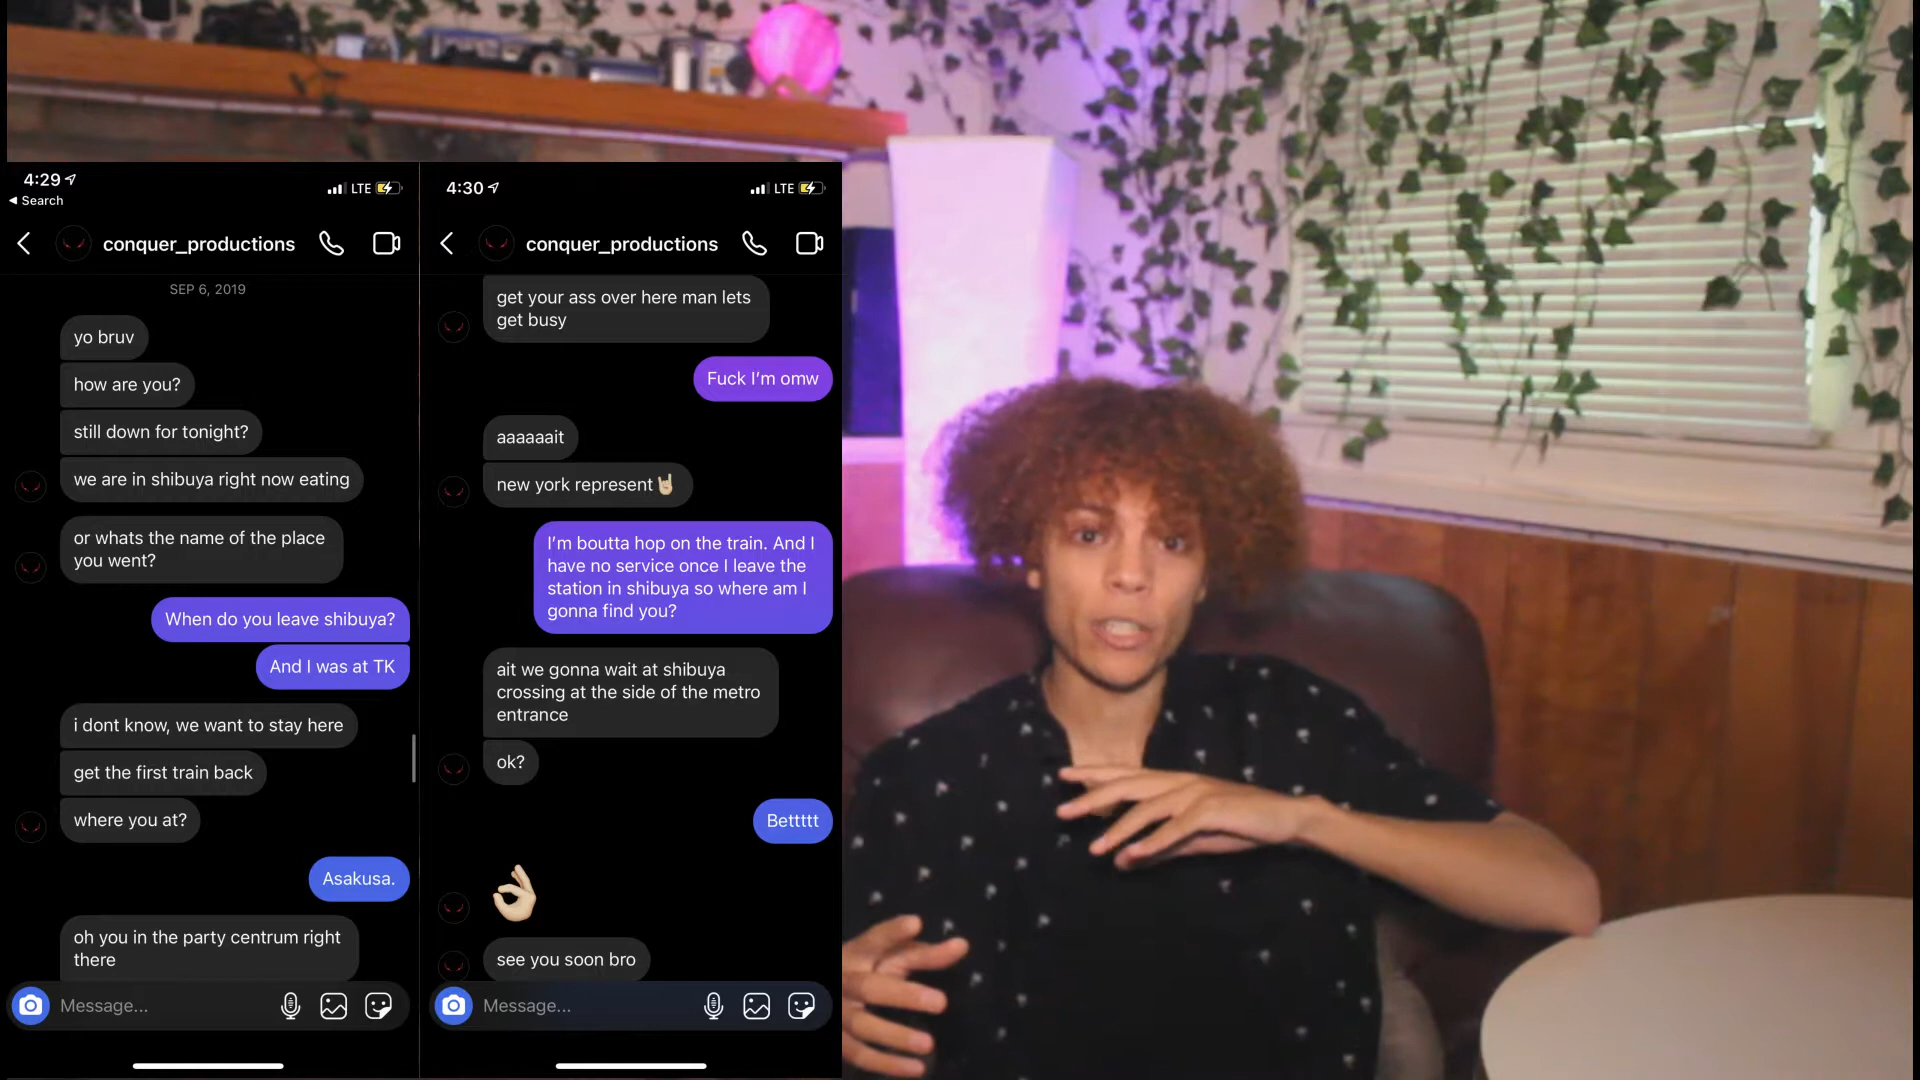 4:29
LTE
Search
conquer_productions
SEP 6, 2019
yo bruv
how are you?
still down for tonight?
we are in shibuya right now eating
or whats the name of the place
you went?
When do you leave shibuya?
And I was at TK
i dont know, we want to stay here
get the first train back
where you at?
Asakusa.
oh you in the party centrum right
there
Message...
4:30
LTE
conquer_productions
get your ass over here man lets
get busy
Fuck I'm omw
aaaaaait
new york represent🤘🏼
I'm boutta hop on the train. And I
have no service once I leave the
station in shibuya so where am I
gonna find you?
ait we gonna wait at shibuya
crossing at the side of the metro
entrance
ok?
Bettttt
👌🏼
see you soon bro
Message...